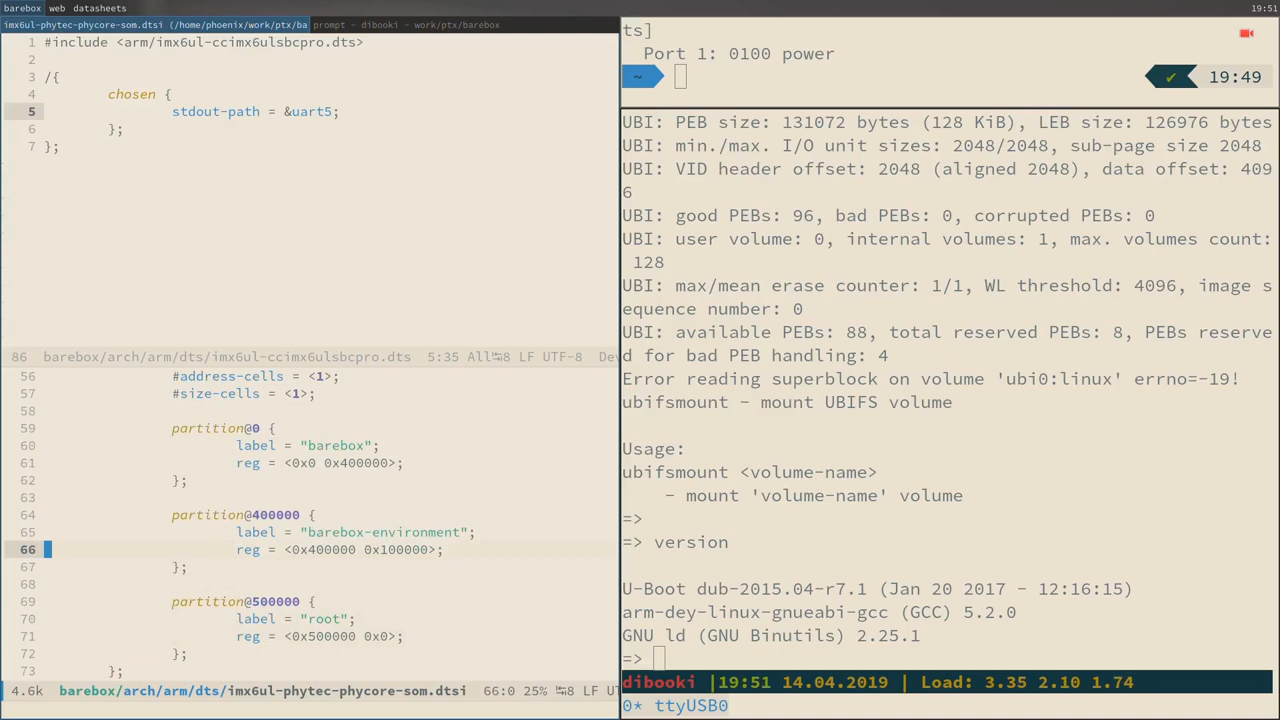 barebox web datasheets 19:51
imx6ul-phytec-phycore-som.dtsi (/home/phoenix/work/ptx/ba prompt - dibooki - work/ptx/barebox
1 #include <arm/imx6ul-ccimx6ulsbcpro.dts>
2
3 /{
4 chosen {
5 stdout-path = &uart5;
6 };
7 };
86 barebox/arch/arm/dts/imx6ul-ccimx6ulsbcpro.dts 5:35 All↹8 LF UTF-8 De
56 #address-cells = <1>;
57 #size-cells = <1>;
58
59 partition@0 {
60 label = "barebox";
61 reg = <0x0 0x400000>;
62 };
63
64 partition@400000 {
65 label = "barebox-environment";
66 reg = <0x400000 0x100000>;
67 };
68
69 partition@500000 {
70 label = "root";
71 reg = <0x500000 0x0>;
72 };
73 };
4.6k barebox/arch/arm/dts/imx6ul-phytec-phycore-som.dtsi 66:0 25% ↹8 LF U
ts]
Port 1: 0100 power
~ ✔ 19:49
UBI: PEB size: 131072 bytes (128 KiB), LEB size: 126976 bytes
UBI: min./max. I/O unit sizes: 2048/2048, sub-page size 2048
UBI: VID header offset: 2048 (aligned 2048), data offset: 409
6
UBI: good PEBs: 96, bad PEBs: 0, corrupted PEBs: 0
UBI: user volume: 0, internal volumes: 1, max. volumes count:
128
UBI: max/mean erase counter: 1/1, WL threshold: 4096, image s
equence number: 0
UBI: available PEBs: 88, total reserved PEBs: 8, PEBs reserve
d for bad PEB handling: 4
Error reading superblock on volume 'ubi0:linux' errno=-19!
ubifsmount - mount UBIFS volume
Usage:
ubifsmount <volume-name>
- mount 'volume-name' volume
=>
=> version
U-Boot dub-2015.04-r7.1 (Jan 20 2017 - 12:16:15)
arm-dey-linux-gnueabi-gcc (GCC) 5.2.0
GNU ld (GNU Binutils) 2.25.1
=>
dibooki |19:51 14.04.2019 | Load: 3.35 2.10 1.74
0* ttyUSB0